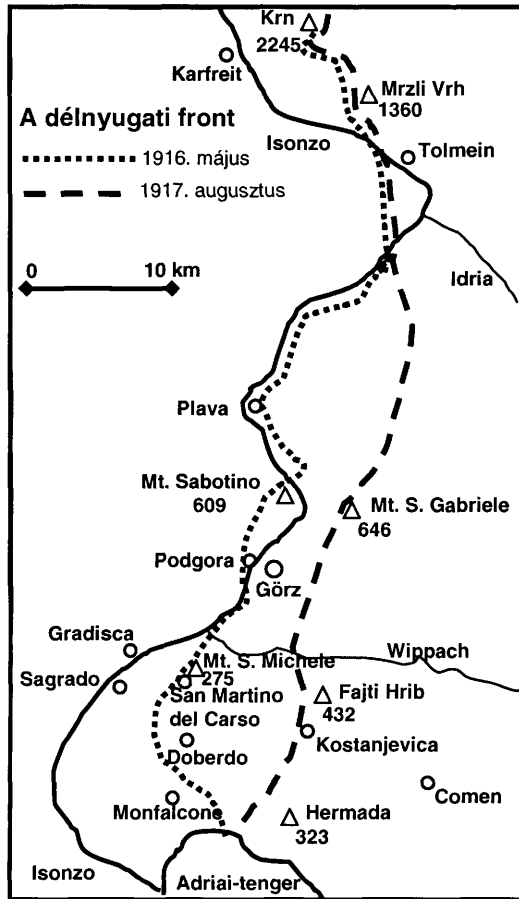 Krn
2245
Karfreit
Mrzli Vrh
1360
A délnyugati front
Isonzo
Tolmein
1916. május
1917. augusztus
0 10 km
Idria
Plava
Mt. Sabotino
609
Mt. S. Gabriele
646
Podgora
Görz
Gradisca
Wippach
Mt. S. Michele
275
Sagrado
San Martino
del Carso
Fajti Hrib
432
Kostanjevica
Doberdo
Comen
Monfalcone
Hermada
323
Isonzo
Adriai-tenger